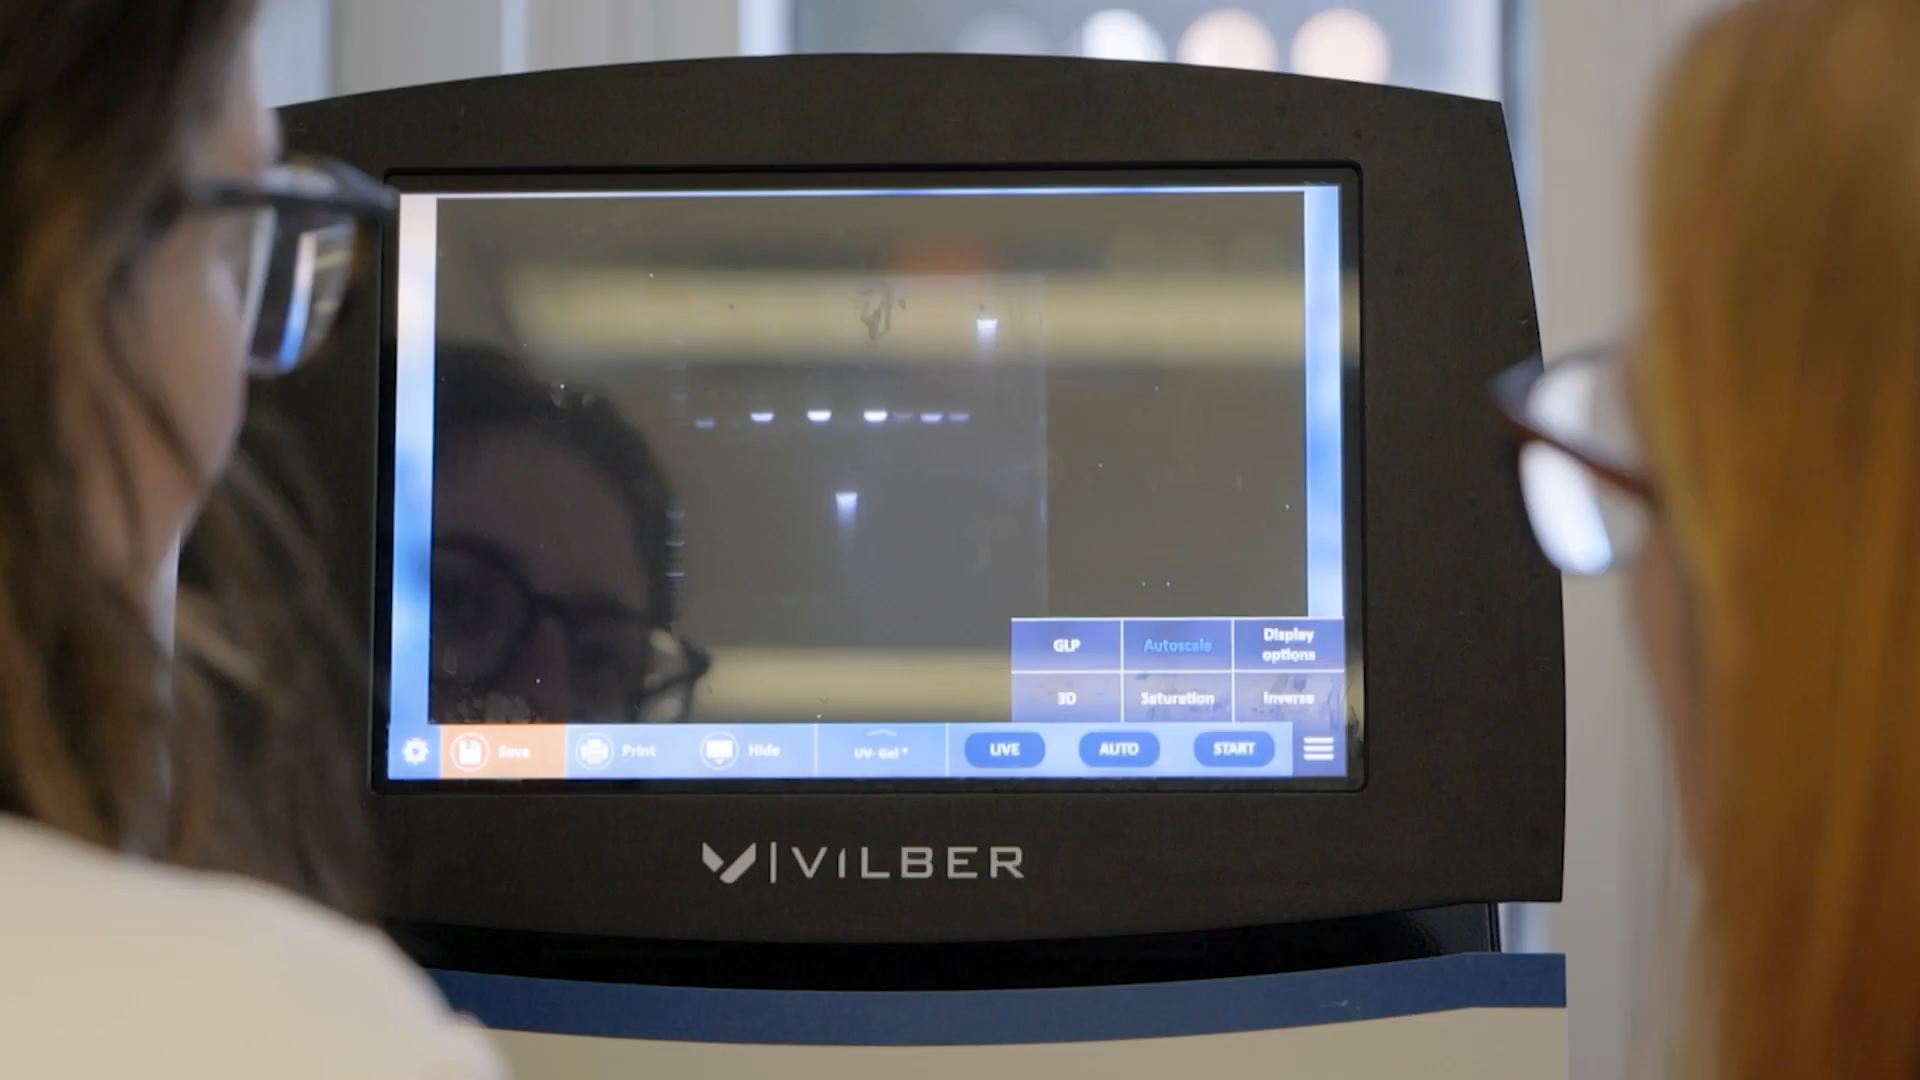 GLP
Autoscale
Display
options
3D
Saturation
Inverse
Save
Print
Hide
UV- Gel *
LIVE
AUTO
START
VILBER